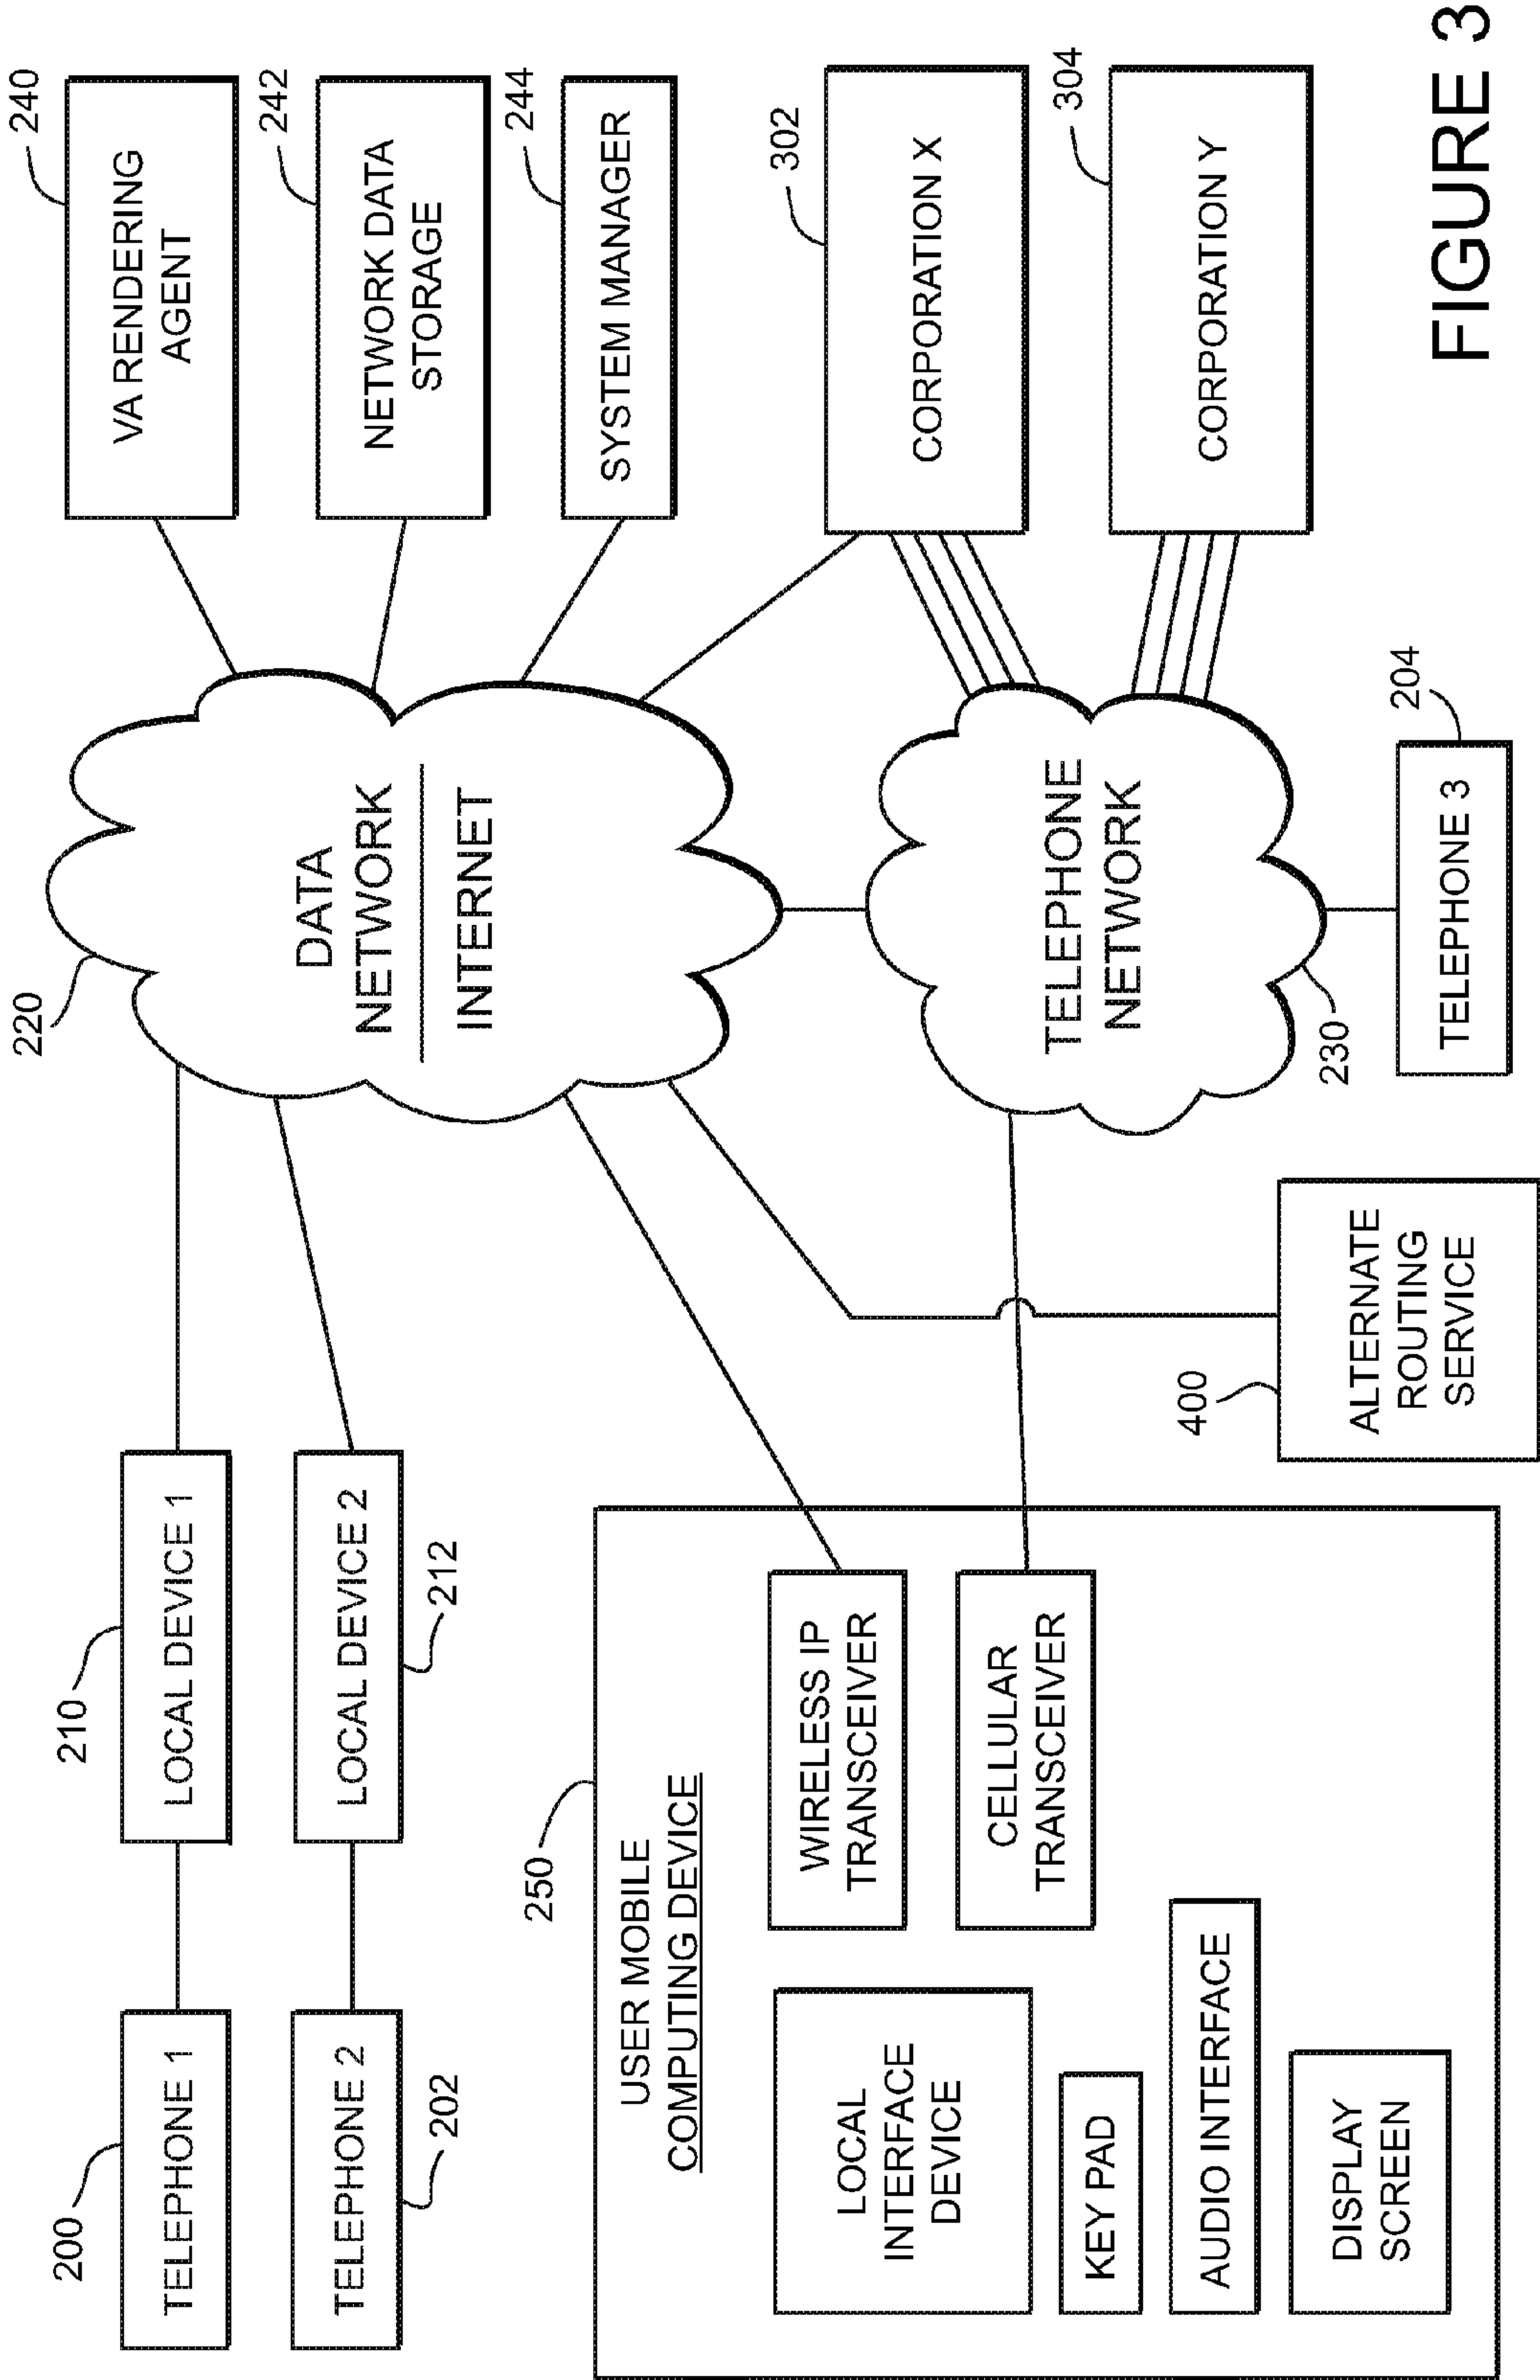 200
TELEPHONE 1
210
LOCAL DEVICE 1
TELEPHONE 2
202
LOCAL DEVICE 2
212
220
DATA
NETWORK
INTERNET
240
VA RENDERING
AGENT
242
NETWORK DATA
STORAGE
244
SYSTEM MANAGER
250
USER MOBILE
COMPUTING DEVICE
LOCAL
INTERFACE
DEVICE
WIRELESS IP
TRANSCEIVER
CELLULAR
TRANSCEIVER
KEY PAD
AUDIO INTERFACE
DISPLAY
SCREEN
400
ALTERNATE
ROUTING
SERVICE
TELEPHONE
NETWORK
230
302
CORPORATION X
304
CORPORATION Y
204
TELEPHONE 3
FIGURE 3